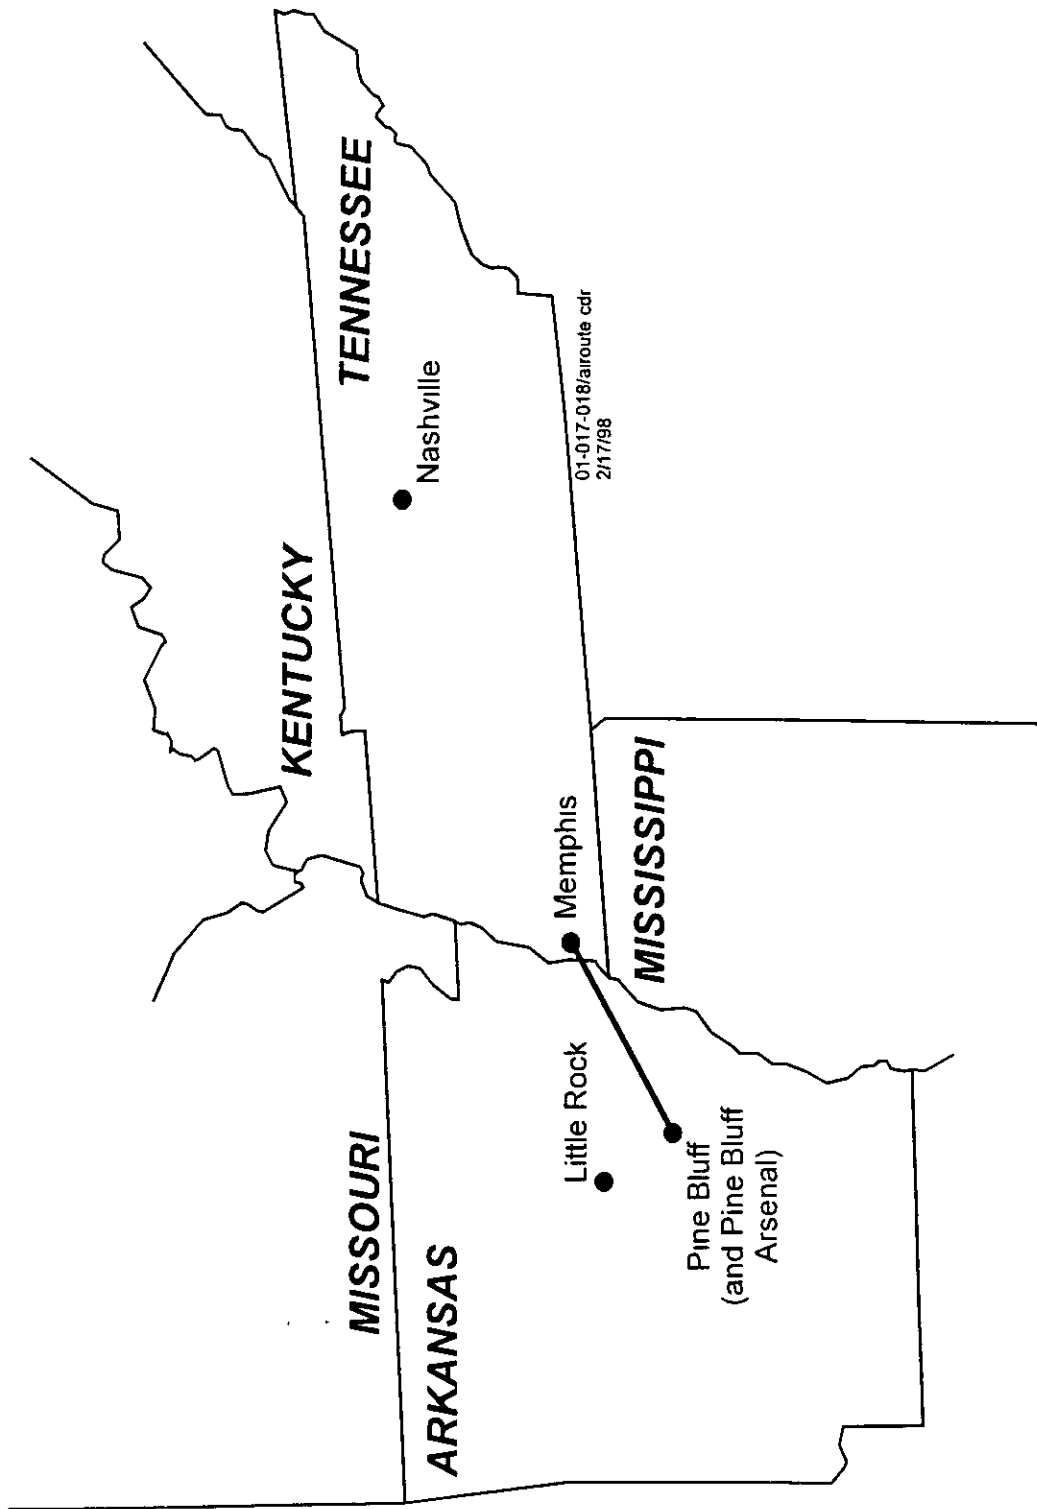 MISSOURI
KENTUCKY
TENNESSEE
ARKANSAS
Nashville
Memphis
Little Rock
01-017-018/airoute cdr
2/17/98
MISSISSIPPI
Pine Bluff
(and Pine Bluff
Arsenal)